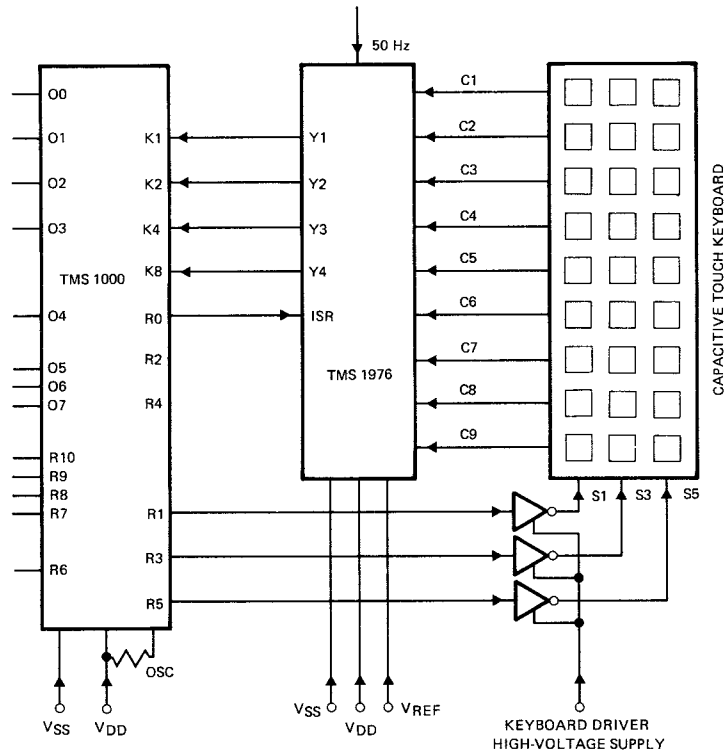 50 Hz
O0
O1
O2
O3
TMS 1000
O4
O5
O6
O7
R10
R9
R8
R7
R6
K1
K2
K4
K8
R0
R2
R4
R1
R3
R5
OSC
VSS
VDD
Y1
Y2
Y3
Y4
ISR
TMS 1976
VSS
VDD
VREF
C1
C2
C3
C4
C5
C6
C7
C8
C9
CAPACITIVE TOUCH KEYBOARD
S1
S3
S5
KEYBOARD DRIVER
HIGH-VOLTAGE SUPPLY